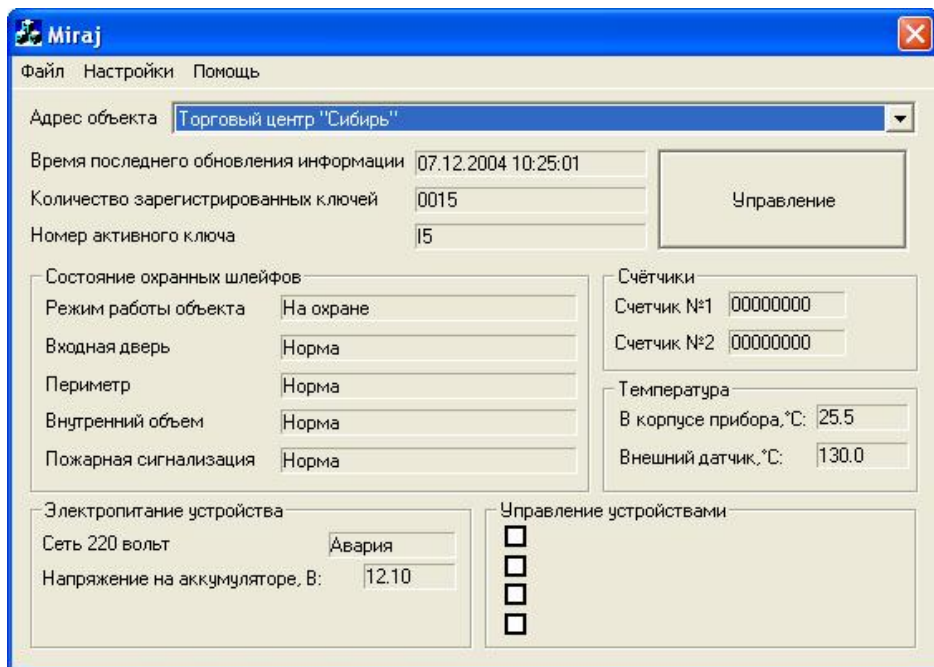 Miraj
Файл Настройки Помощь
Адрес объекта Торговый центр "Сибирь"
Время последнего обновления информации 07.12.2004 10:25:01
Количество зарегистрированных ключей 0015
Управление
Номер активного ключа I5
Состояние охранных шлейфов
Режим работы объекта На охране
Входная дверь Норма
Периметр Норма
Внутренний объем Норма
Пожарная сигнализация Норма
Счётчики
Счетчик №1 00000000
Счетчик №2 00000000
Температура
В корпусе прибора,°C: 25.5
Внешний датчик,°C: 130.0
Электропитание устройства
Сеть 220 вольт Авария
Напряжение на аккумуляторе, В: 12.10
Управление устройствами